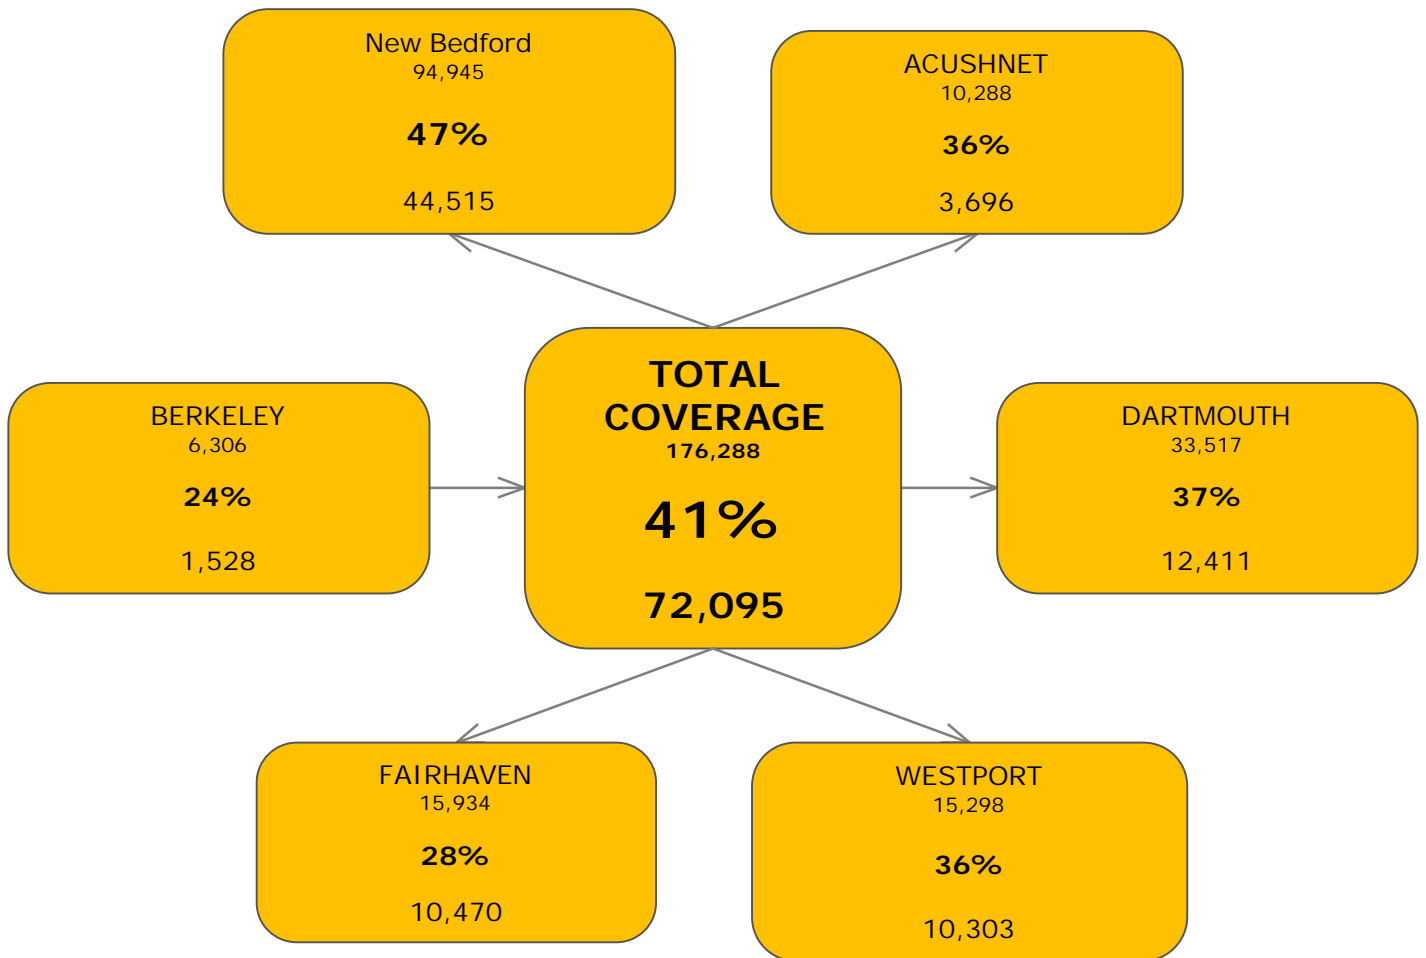 New Bedford
94,945
47%
44,515
ACUSHNET
10,288
36%
3,696
BERKELEY
6,306
24%
1,528
TOTAL
COVERAGE
176,288
41%
72,095
DARTMOUTH
33,517
37%
12,411
FAIRHAVEN
15,934
28%
10,470
WESTPORT
15,298
36%
10,303